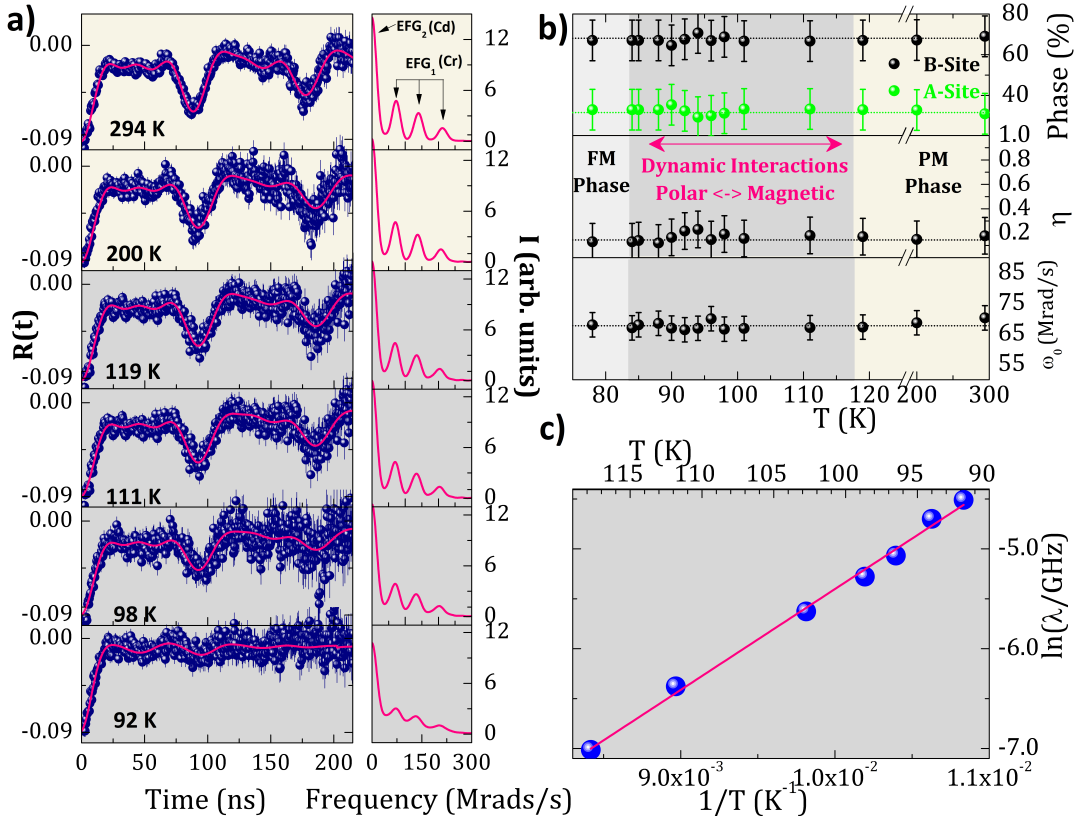 a)
0.00
-0.09
294 K
0.00
-0.09
200 K
0.00
-0.09
119 K
0.00
-0.09
111 K
0.00
-0.09
98 K
0.00
-0.09
92 K
R(t)
0 50 100 150 200
Time (ns)
EFG2 (Cd)
EFG1 (Cr)
12
6
0
12
6
0
12
6
0
12
6
0
12
6
0
12
6
0
I (arb. units)
0 150 300
Frequency (Mrads/s)
b)
80
60
40
Phase (%)
B-Site
A-Site
FM
Phase
Dynamic Interactions
Polar <-> Magnetic
PM
Phase
1.0
0.8
0.6
0.4
0.2
η
85
75
65
55
ω0 (Mrad/s)
80 90 100 110 120 200 300
T (K)
c)
T (K)
115 110 105 100 95 90
-5.0
-6.0
-7.0
ln(λ/GHz)
9.0x10-3 1.0x10-2 1.1x10-2
1/T (K-1)